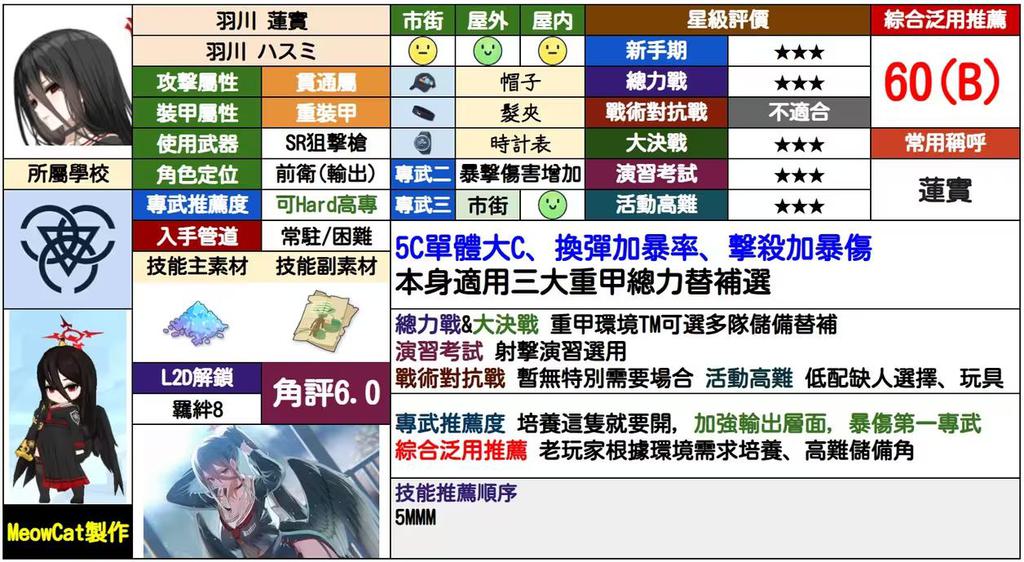 羽川 蓮實
羽川 ハスミ
攻擊屬性 貫通屬
裝甲屬性 重裝甲
使用武器 SR狙擊槍
所屬學校
角色定位 前衛(輸出)
專武推薦度 可Hard高專
入手管道 常駐/困難
技能主素材 技能副素材
L2D解鎖
羈絆8
角評6.0
MeowCat製作
市街 屋外 屋内
帽子
髮夾
時計表
專武二 暴擊傷害增加
專武三 市街
星級評價
新手期 ★★★
總力戰 ★★★
戰術對抗戰 不適合
大決戰 ★★★
演習考試 ★★★
活動高難 ★★★
綜合泛用推薦
60(B)
常用稱呼
蓮實
5C單體大C、換彈加暴率、擊殺加暴傷
本身適用三大重甲總力替補選
總力戰&大決戰 重甲環境TM可選多隊儲備替補
演習考試 射擊演習選用
戰術對抗戰 暫無特別需要場合 活動高難 低配缺人選擇、玩具
專武推薦度 培養這隻就要開，加強輸出層面，暴傷第一專武
綜合泛用推薦 老玩家根據環境需求培養、高難儲備角
技能推薦順序
5MMM